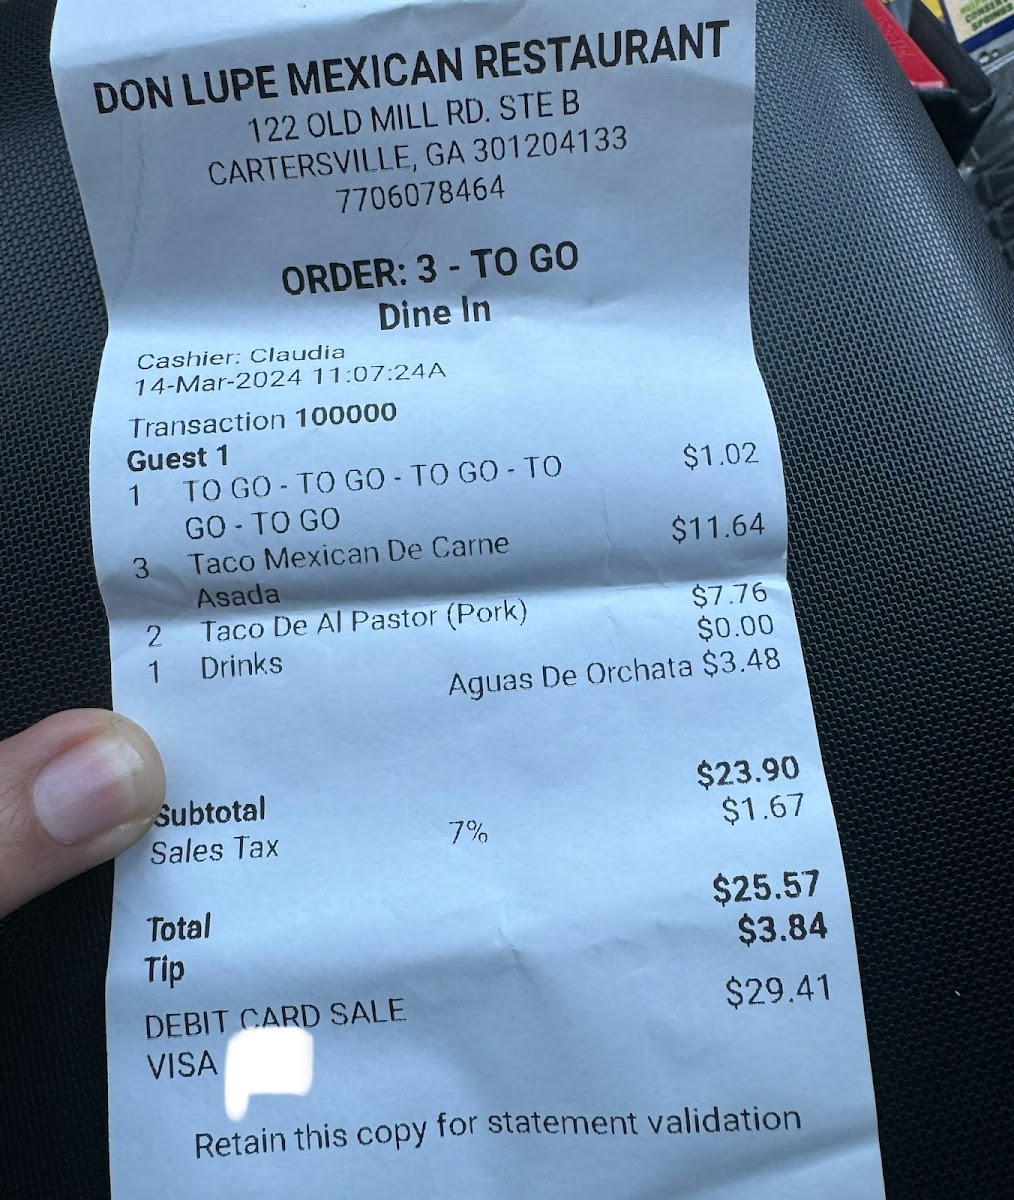 DON LUPE MEXICAN RESTAURANT
122 OLD MILL RD. STE B
CARTERSVILLE, GA 301204133
7706078464
ORDER: 3 - TO GO
Dine In
Cashier: Claudia
14-Mar-2024 11:07:24A
Transaction 100000
Guest 1
1 TO GO - TO GO - TO GO - TO $1.02
GO - TO GO
3 Taco Mexican De Carne $11.64
Asada
2 Taco De Al Pastor (Pork) $7.76
1 Drinks $0.00
Aguas De Orchata $3.48
Subtotal $23.90
Sales Tax 7% $1.67
Total $25.57
Tip $3.84
DEBIT CARD SALE $29.41
VISA
Retain this copy for statement validation